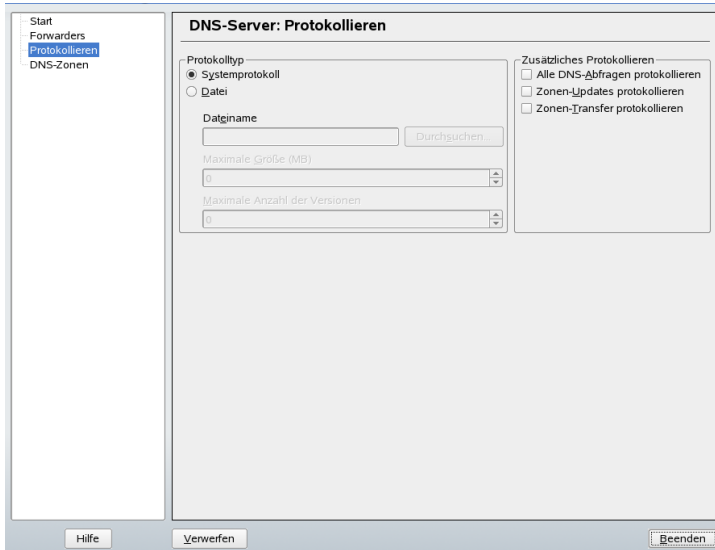 Start
Forwarders
Protokollieren
DNS-Zonen
DNS-Server: Protokollieren
Protokolltyp
Systemprotokoll
Datei
Dateiname
Durchsuchen...
Maximale Größe (MB)
0
Maximale Anzahl der Versionen
0
Zusätzliches Protokollieren
Alle DNS-Abfragen protokollieren
Zonen-Updates protokollieren
Zonen-Transfer protokollieren
Hilfe
Verwerfen
Beenden